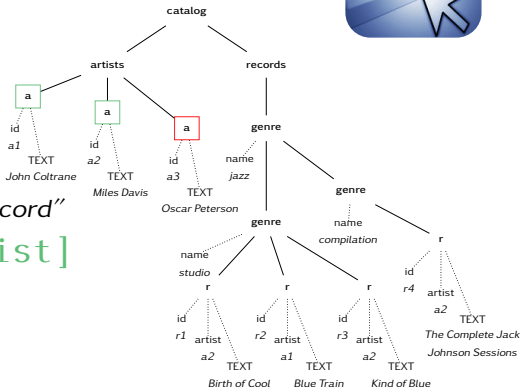 catalog
artists
records
a
a
a
id
a1
TEXT
John Coltrane
id
a2
TEXT
Miles Davis
id
a3
TEXT
Oscar Peterson
genre
name
jazz
genre
name
compilation
genre
name
studio
r
r
r
r
id
r1
artist
a2
TEXT
Birth of Cool
id
r2
artist
a1
TEXT
Blue Train
id
r3
artist
a2
TEXT
Kind of Blue
id
r4
artist
a2
TEXT
The Complete Jack
Johnson Sessions
cord"
ist]